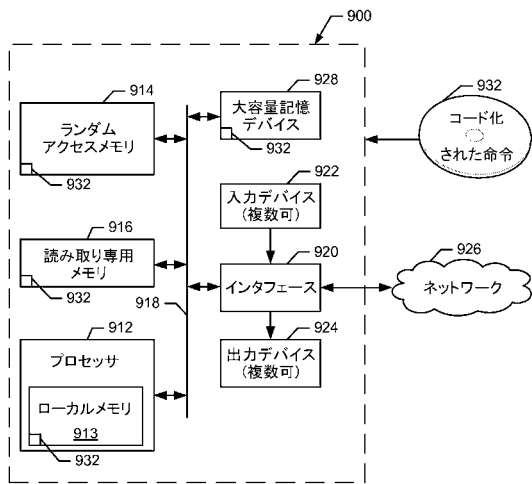 900
914
ランダム
アクセスメモリ
932
928
大容量記憶
デバイス
932
932
コード化
された命令
922
入力デバイス
(複数可)
916
読み取り専用
メモリ
932
918
920
インタフェース
926
ネットワーク
912
プロセッサ
ローカルメモリ
913
932
924
出力デバイス
(複数可)